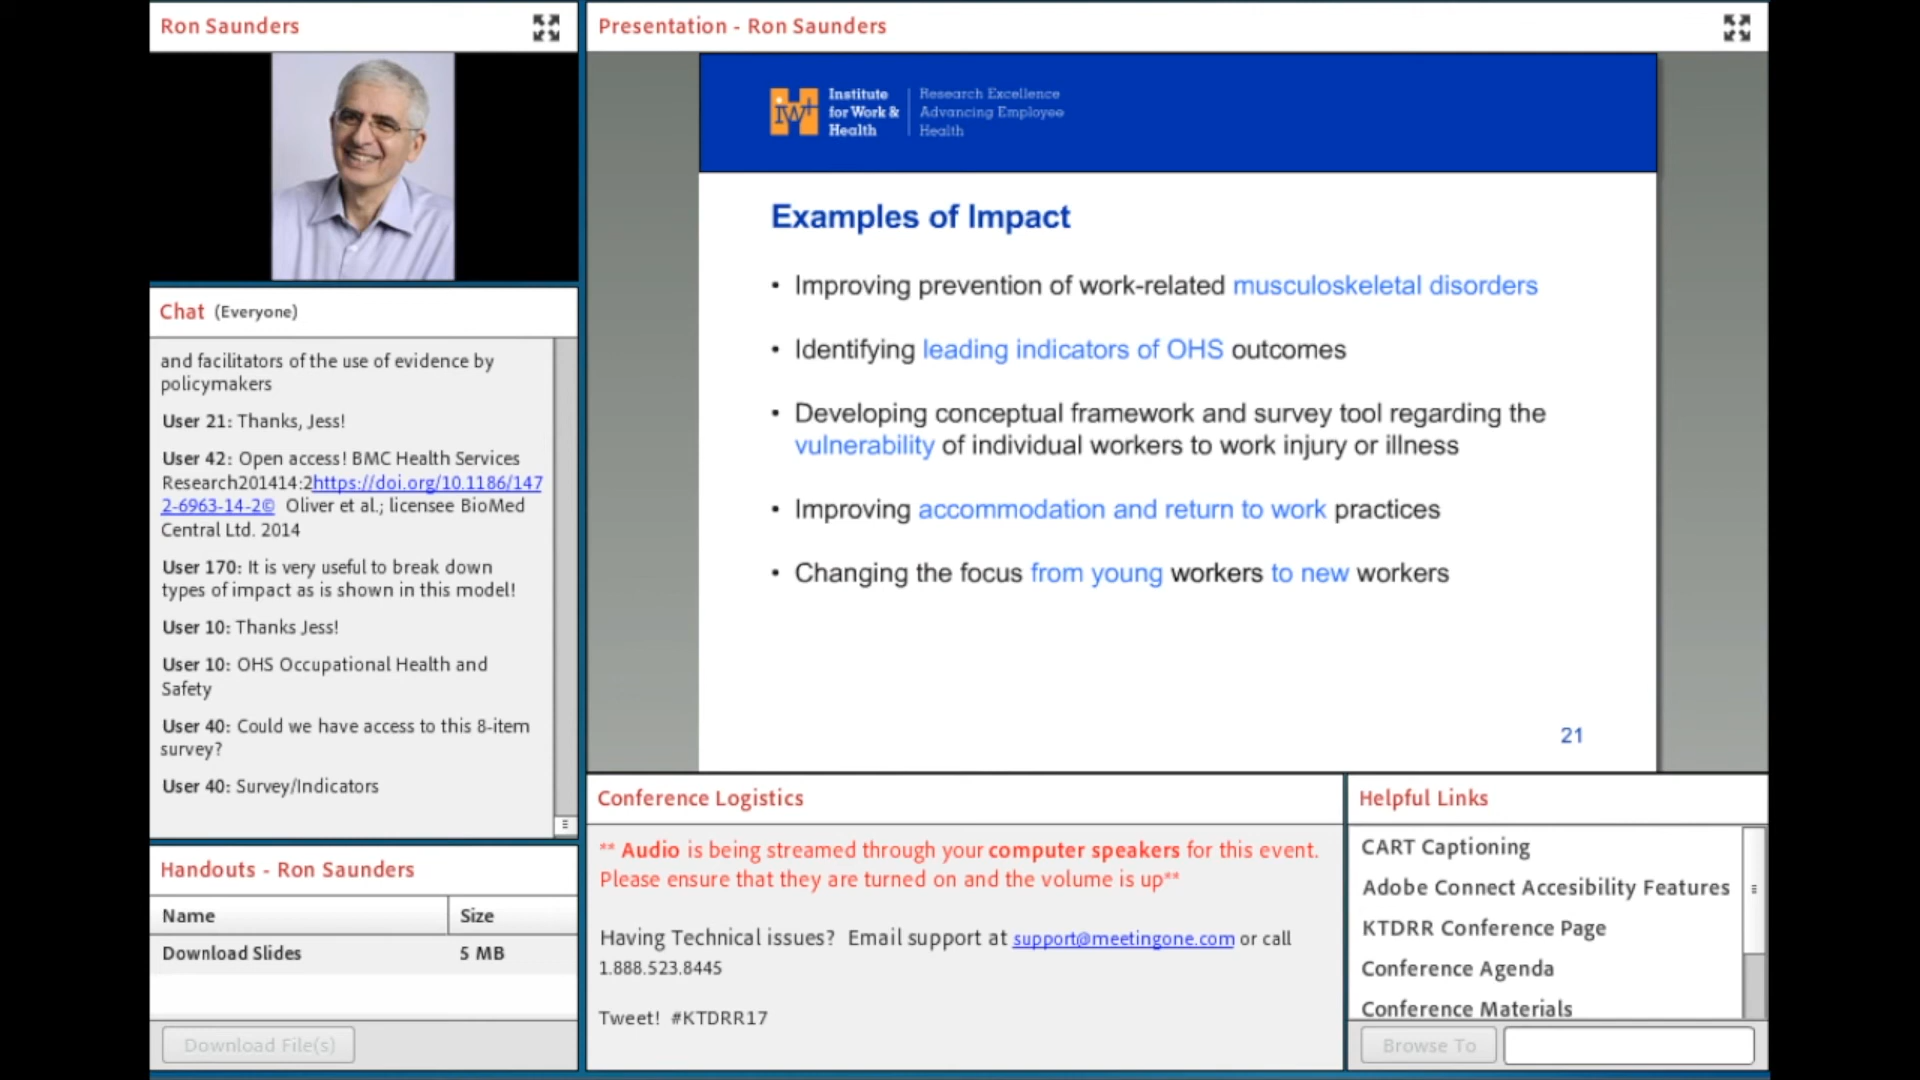 Ron Saunders
Chat (Everyone)
and facilitators of the use of evidence by
policymakers
User 21: Thanks, Jess!
User 42: Open access! BMC Health Services
Research201414:2https://doi.org/10.1186/147
2-6963-14-2© Oliver et al.; licensee BioMed
Central Ltd. 2014
User 170: It is very useful to break down
types of impact as is shown in this model!
User 10: Thanks Jess!
User 10: OHS Occupational Health and
Safety
User 40: Could we have access to this 8-item
survey?
User 40: Survey/Indicators
Handouts - Ron Saunders
Name Size
Download Slides 5 MB
Download File(s)
Presentation - Ron Saunders
IW+H
Institute
for Work &
Health
Research Excellence
Advancing Employee
Health
Examples of Impact
• Improving prevention of work-related musculoskeletal disorders
• Identifying leading indicators of OHS outcomes
• Developing conceptual framework and survey tool regarding the
vulnerability of individual workers to work injury or illness
• Improving accommodation and return to work practices
• Changing the focus from young workers to new workers
21
Conference Logistics
** Audio is being streamed through your computer speakers for this event.
Please ensure that they are turned on and the volume is up**
Having Technical issues? Email support at support@meetingone.com or call
1.888.523.8445
Tweet! #KTDRR17
Helpful Links
CART Captioning
Adobe Connect Accesibility Features
KTDRR Conference Page
Conference Agenda
Conference Materials
Browse To